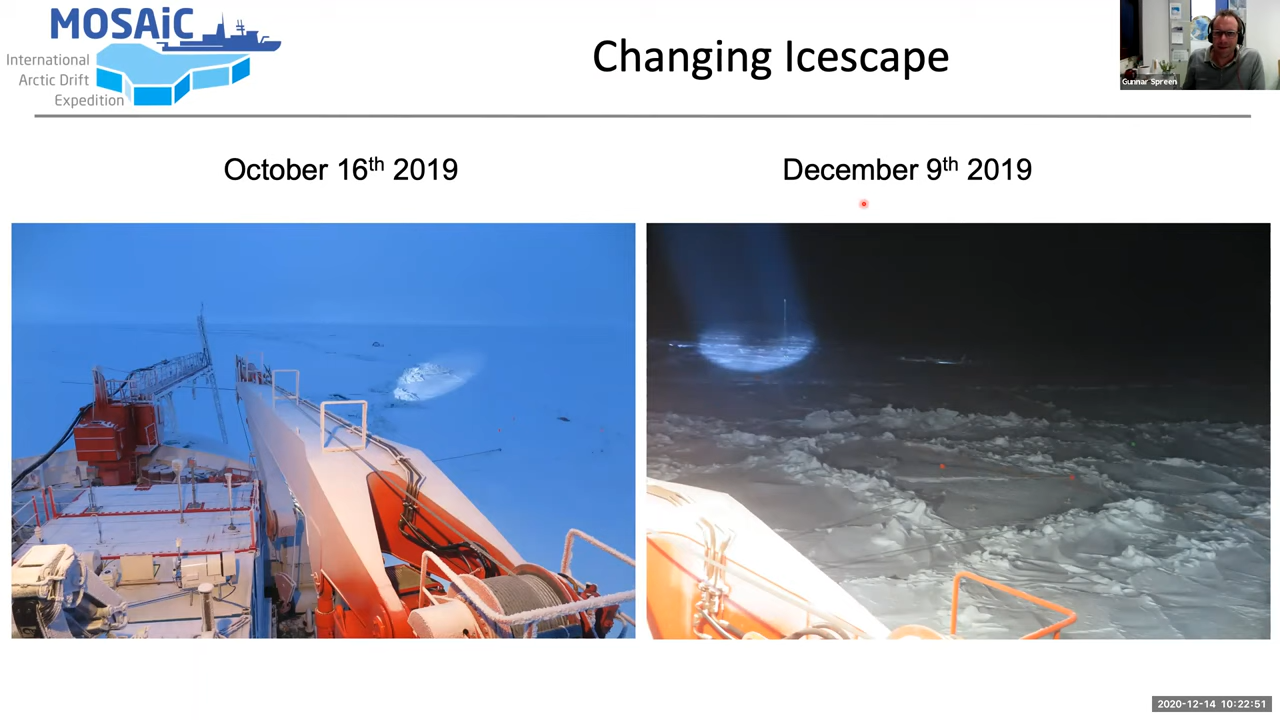 MOSAiC
International
Arctic Drift
Expedition
Changing Icescape
Gunnar Spreen
October 16th 2019
December 9th 2019
2020-12-14 10:22:51